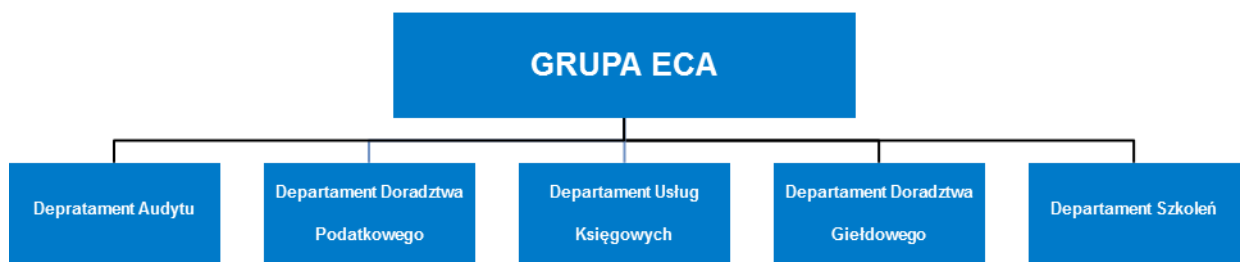 GRUPA ECA
Depratament Audytu
Departament Doradztwa
Podatkowego
Departament Usług
Księgowych
Departament Doradztwa
Giełdowego
Departament Szkoleń